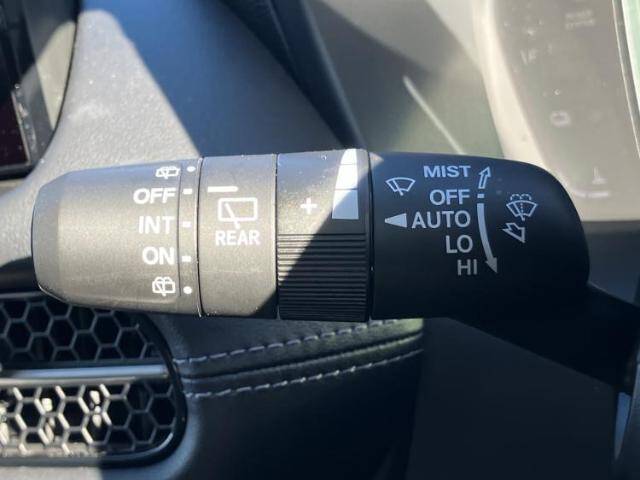 OFF
INT
ON
REAR
+
MIST
OFF
AUTO
LO
HI